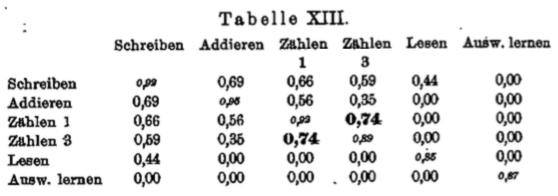 Tabelle XIII.
Schreiben Addieren Zählen Zählen Lesen Ausw. lernen
1 3
Schreiben 0,99 0,69 0,66 0,59 0,44 0,00
Addieren 0,69 0,95 0,56 0,35 0,00 0,00
Zählen 1 0,66 0,56 0,93 0,74 0,00 0,00
Zählen 3 0,59 0,35 0,74 0,89 0,00 0,00
Lesen 0,44 0,00 0,00 0,00 0,85 0,00
Ausw. lernen 0,00 0,00 0,00 0,00 0,00 0,87